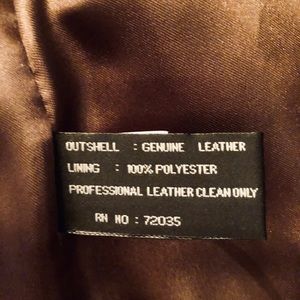 OUTSHELL : GENUINE LEATHER
LINING : 100% POLYESTER
PROFESSIONAL LEATHER CLEAN ONLY
RN NO : 72035